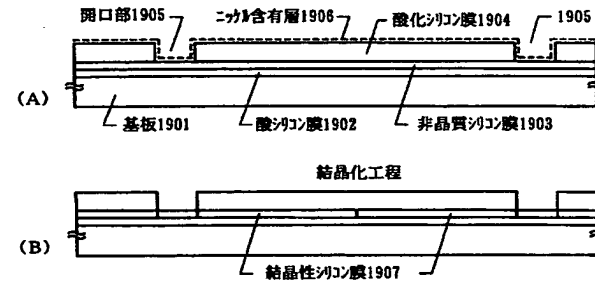 開口部1905
ニッケル含有層1906
酸化シリコン膜1904
1905
(A)
基板1901
酸シリコン膜1902
非晶質シリコン膜1903
結晶化工程
(B)
結晶性シリコン膜1907